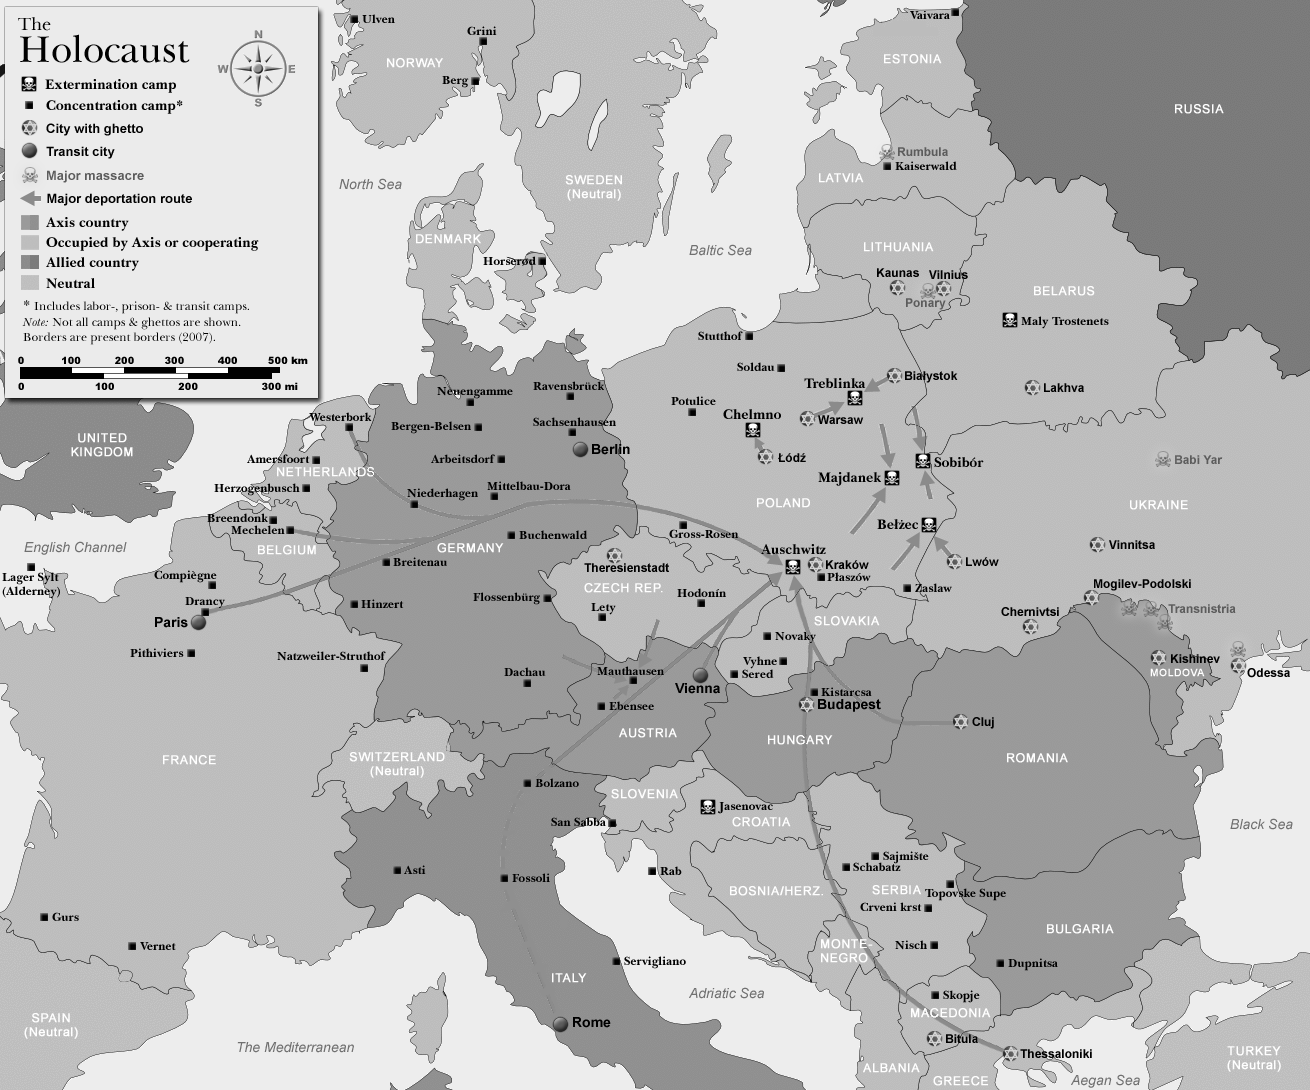 The
Holocaust
N
W
E
S
Extermination camp
Concentration camp*
City with ghetto
Transit city
Major massacre
Major deportation route
Axis country
Occupied by Axis or cooperating
Allied country
Neutral
* Includes labor-, prison- & transit camps.
Note: Not all camps & ghettos are shown.
Borders are present borders (2007).
0 100 200 300 400 500 km
0 100 200 300 mi
Ulven
Grini
NORWAY
Berg
Vaivara
ESTONIA
RUSSIA
Rumbula
Kaiserwald
LATVIA
North Sea
SWEDEN
(Neutral)
DENMARK
Horserød
Baltic Sea
LITHUANIA
Kaunas
Vilnius
Ponary
BELARUS
Maly Trostenets
Stutthof
Soldau
Treblinka
Białystok
Lakhva
Potulice
Chelmno
Warsaw
Łódź
Sobibór
Majdanek
Babi Yar
POLAND
UKRAINE
Bełżec
Lwów
Vinnitsa
Neuengamme
Ravensbrück
Westerbork
Bergen-Belsen
Sachsenhausen
Berlin
UNITED
KINGDOM
Amersfoort
NETHERLANDS
Arbeitsdorf
Herzogenbusch
Niederhagen
Mittelbau-Dora
Breendonk
Mechelen
BELGIUM
GERMANY
Buchenwald
Gross-Rosen
English Channel
Lager Sylt
(Alderney)
Compiègne
Breitenau
Theresienstadt
CZECH REP.
Auschwitz
Kraków
Płaszów
Zaslaw
Mogilev-Podolski
Transnistria
Drancy
Paris
Hinzert
Flossenbürg
Lety
Hodonín
SLOVAKIA
Chernivtsi
Pithiviers
Natzweiler-Struthof
Novaky
Vyhne
Sered
Kishinev
MOLDOVA
Odessa
Dachau
Mauthausen
Vienna
Kistarcsa
Budapest
Ebensee
AUSTRIA
HUNGARY
Cluj
FRANCE
SWITZERLAND
(Neutral)
ROMANIA
Bolzano
SLOVENIA
Jasenovac
CROATIA
San Sabba
Black Sea
Asti
Fossoli
Rab
BOSNIA/HERZ.
Sajmište
Schabatz
SERBIA
Topovske Supe
Crveni krst
Gurs
Vernet
BULGARIA
MONTE-
NEGRO
Nisch
Dupnitsa
Servigliano
ITALY
Adriatic Sea
Skopje
MACEDONIA
SPAIN
(Neutral)
Rome
The Mediterranean
Bitula
Thessaloniki
TURKEY
(Neutral)
ALBANIA
GREECE
Aegean Sea